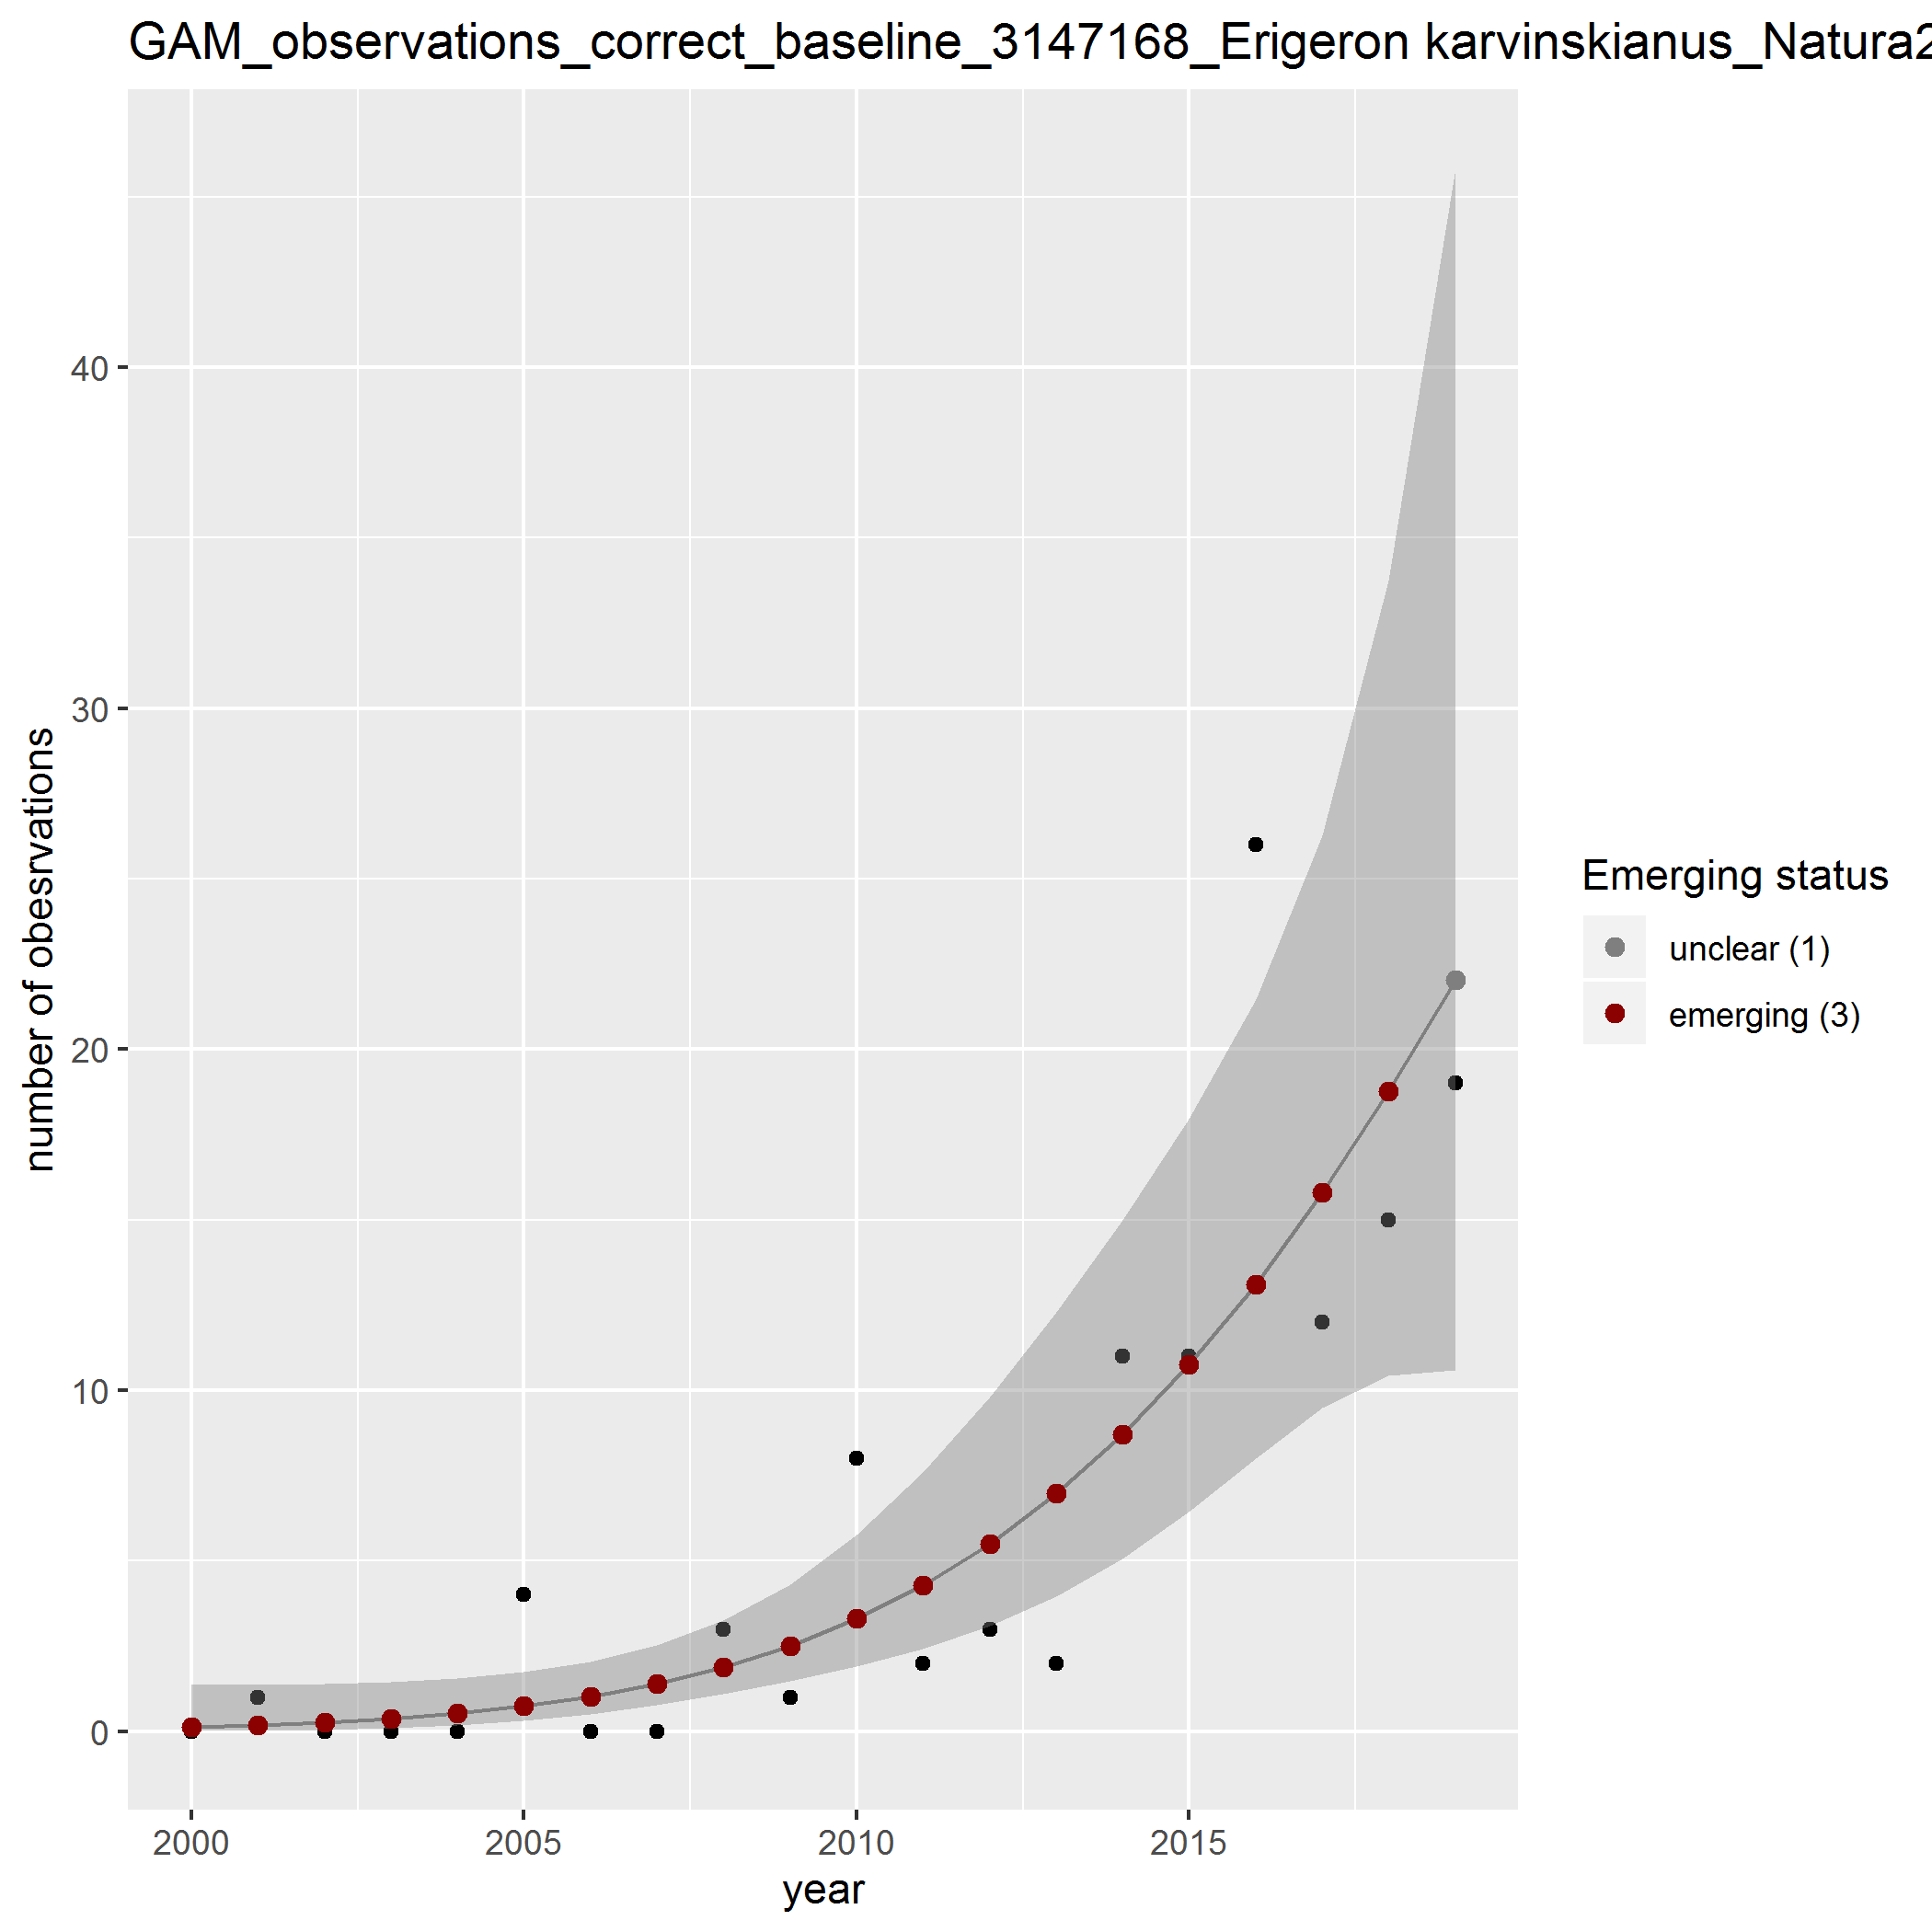 GAM_observations_correct_baseline_3147168_Erigeron karvinskianus_Natura2
number of obesrvations
40
30
20
10
0
2000 2005 2010 2015
year
Emerging status
unclear (1)
emerging (3)